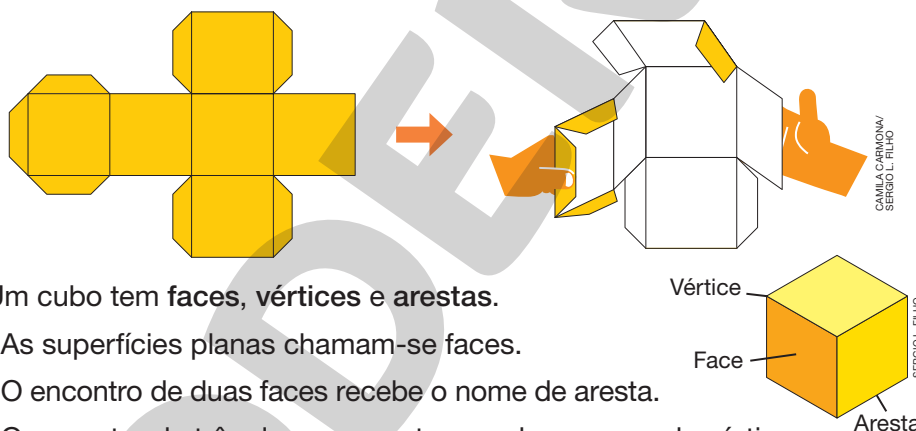 CAMILA CARMONA/
SERGIO L. FILHO
Um cubo tem faces, vértices e arestas.
As superfícies planas chamam-se faces.
O encontro de duas faces recebe o nome de aresta.
Vértice
Face
Aresta